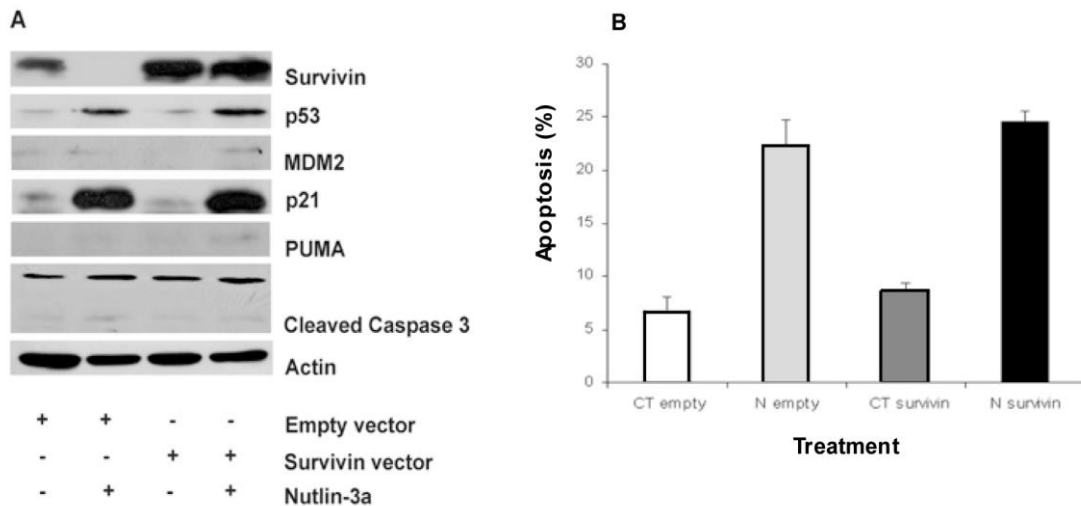 A
Survivin
p53
MDM2
p21
PUMA
Cleaved Caspase 3
Actin
+ + - - Empty vector
- - + + Survivin vector
- + - + Nutlin-3a
B
30
25
20
15
10
5
0
Apoptosis (%)
CT empty N empty CT survivin N survivin
Treatment